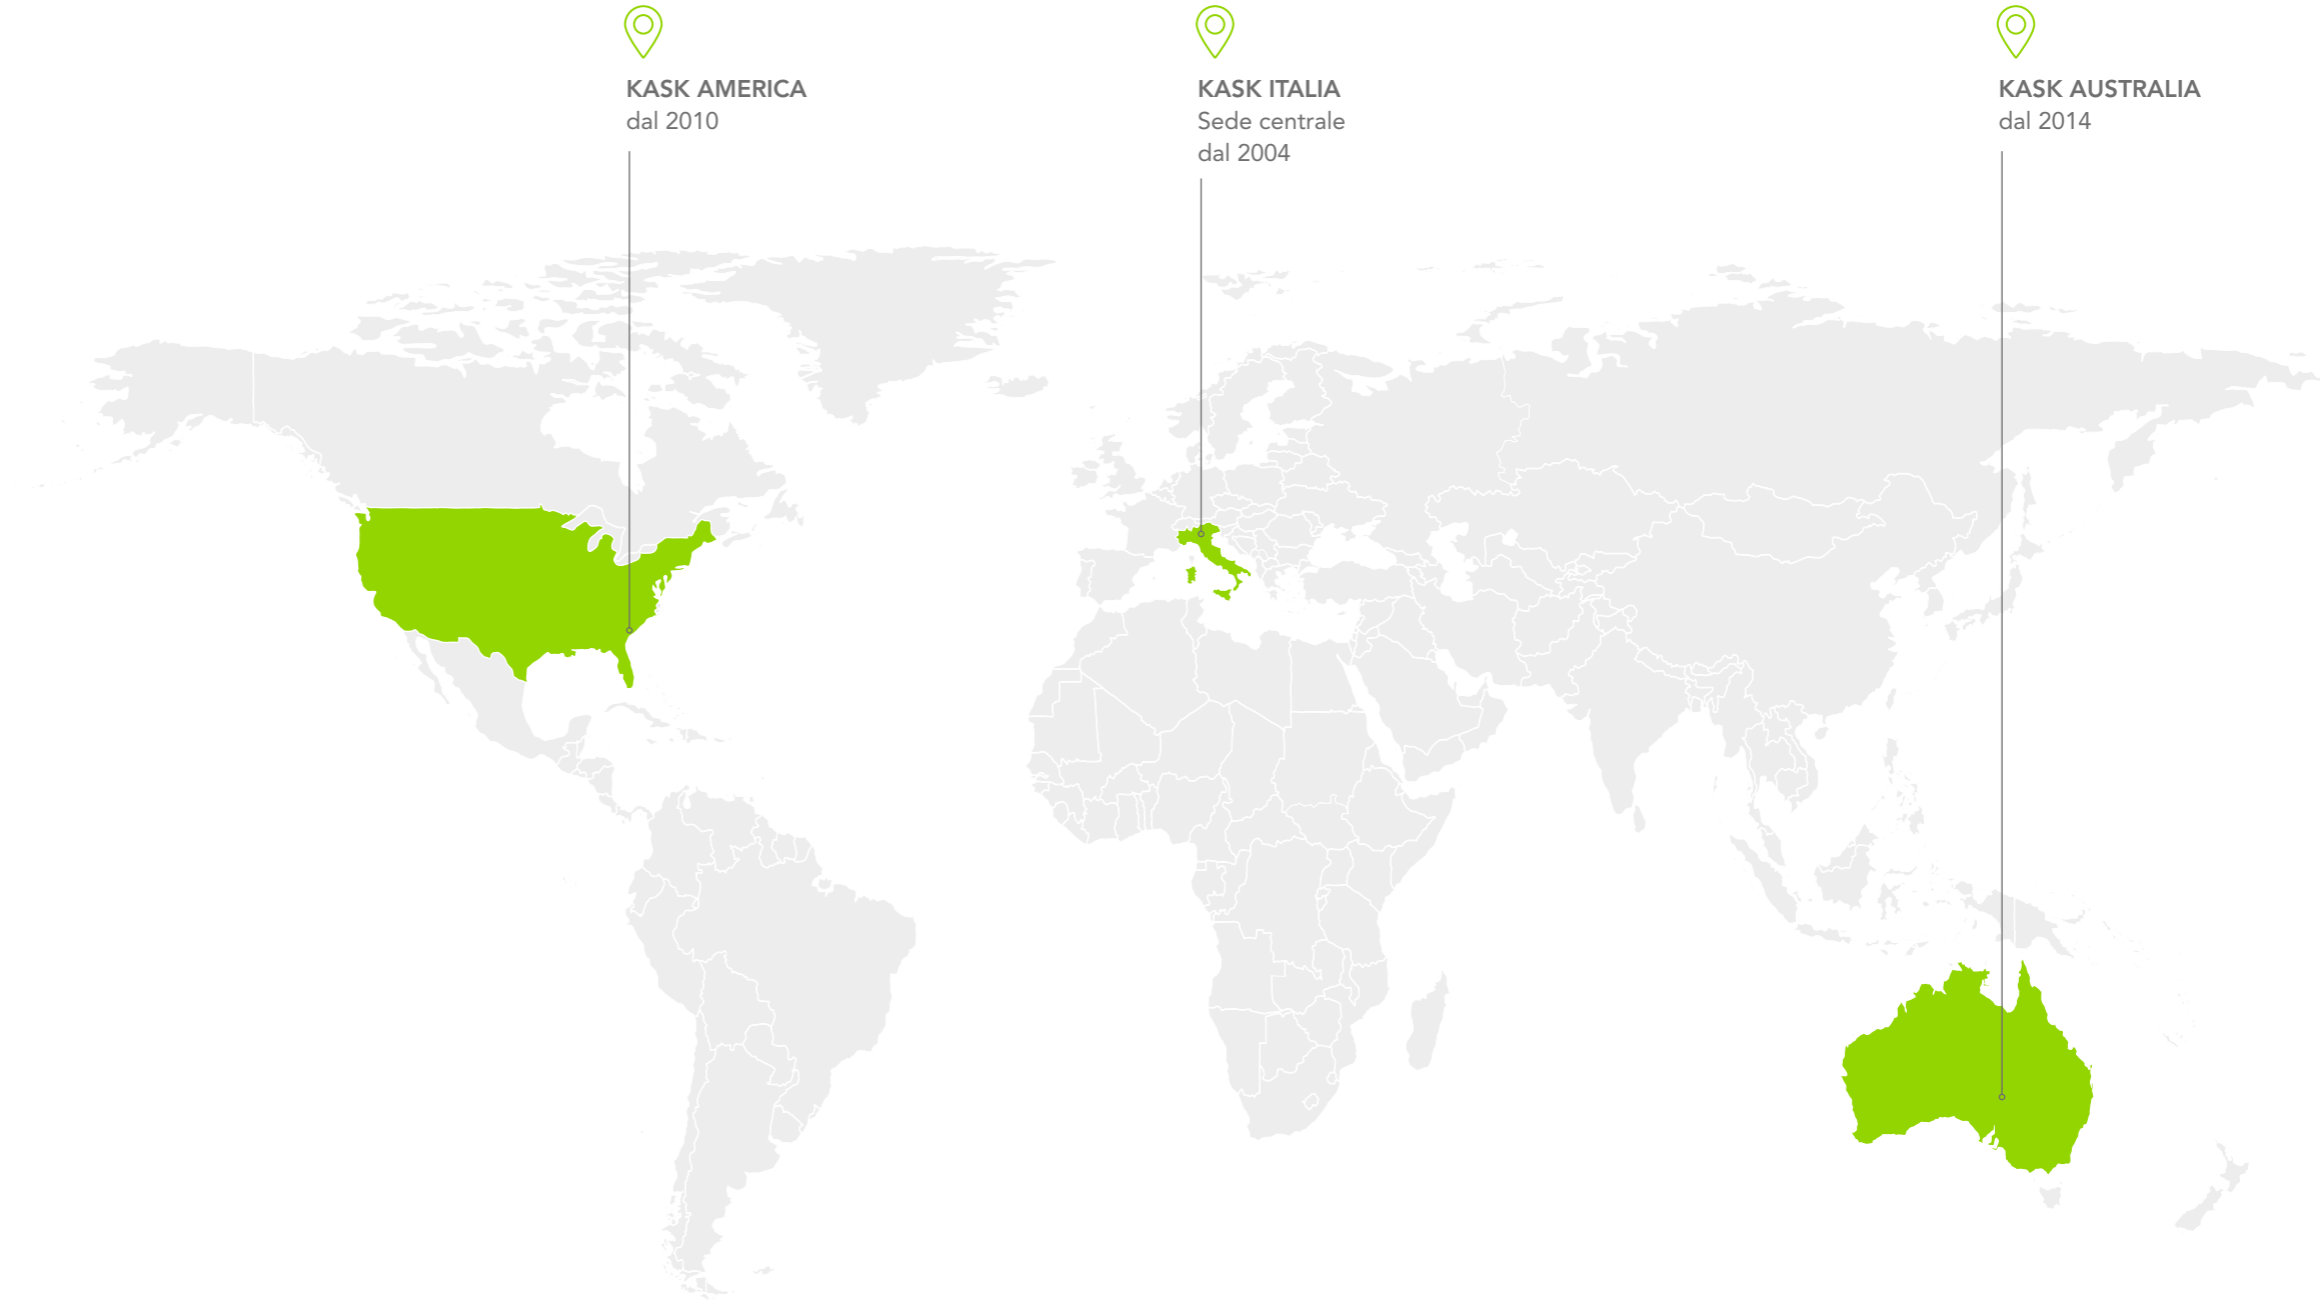 KASK AMERICA
dal 2010
KASK ITALIA
Sede centrale
dal 2004
KASK AUSTRALIA
dal 2014